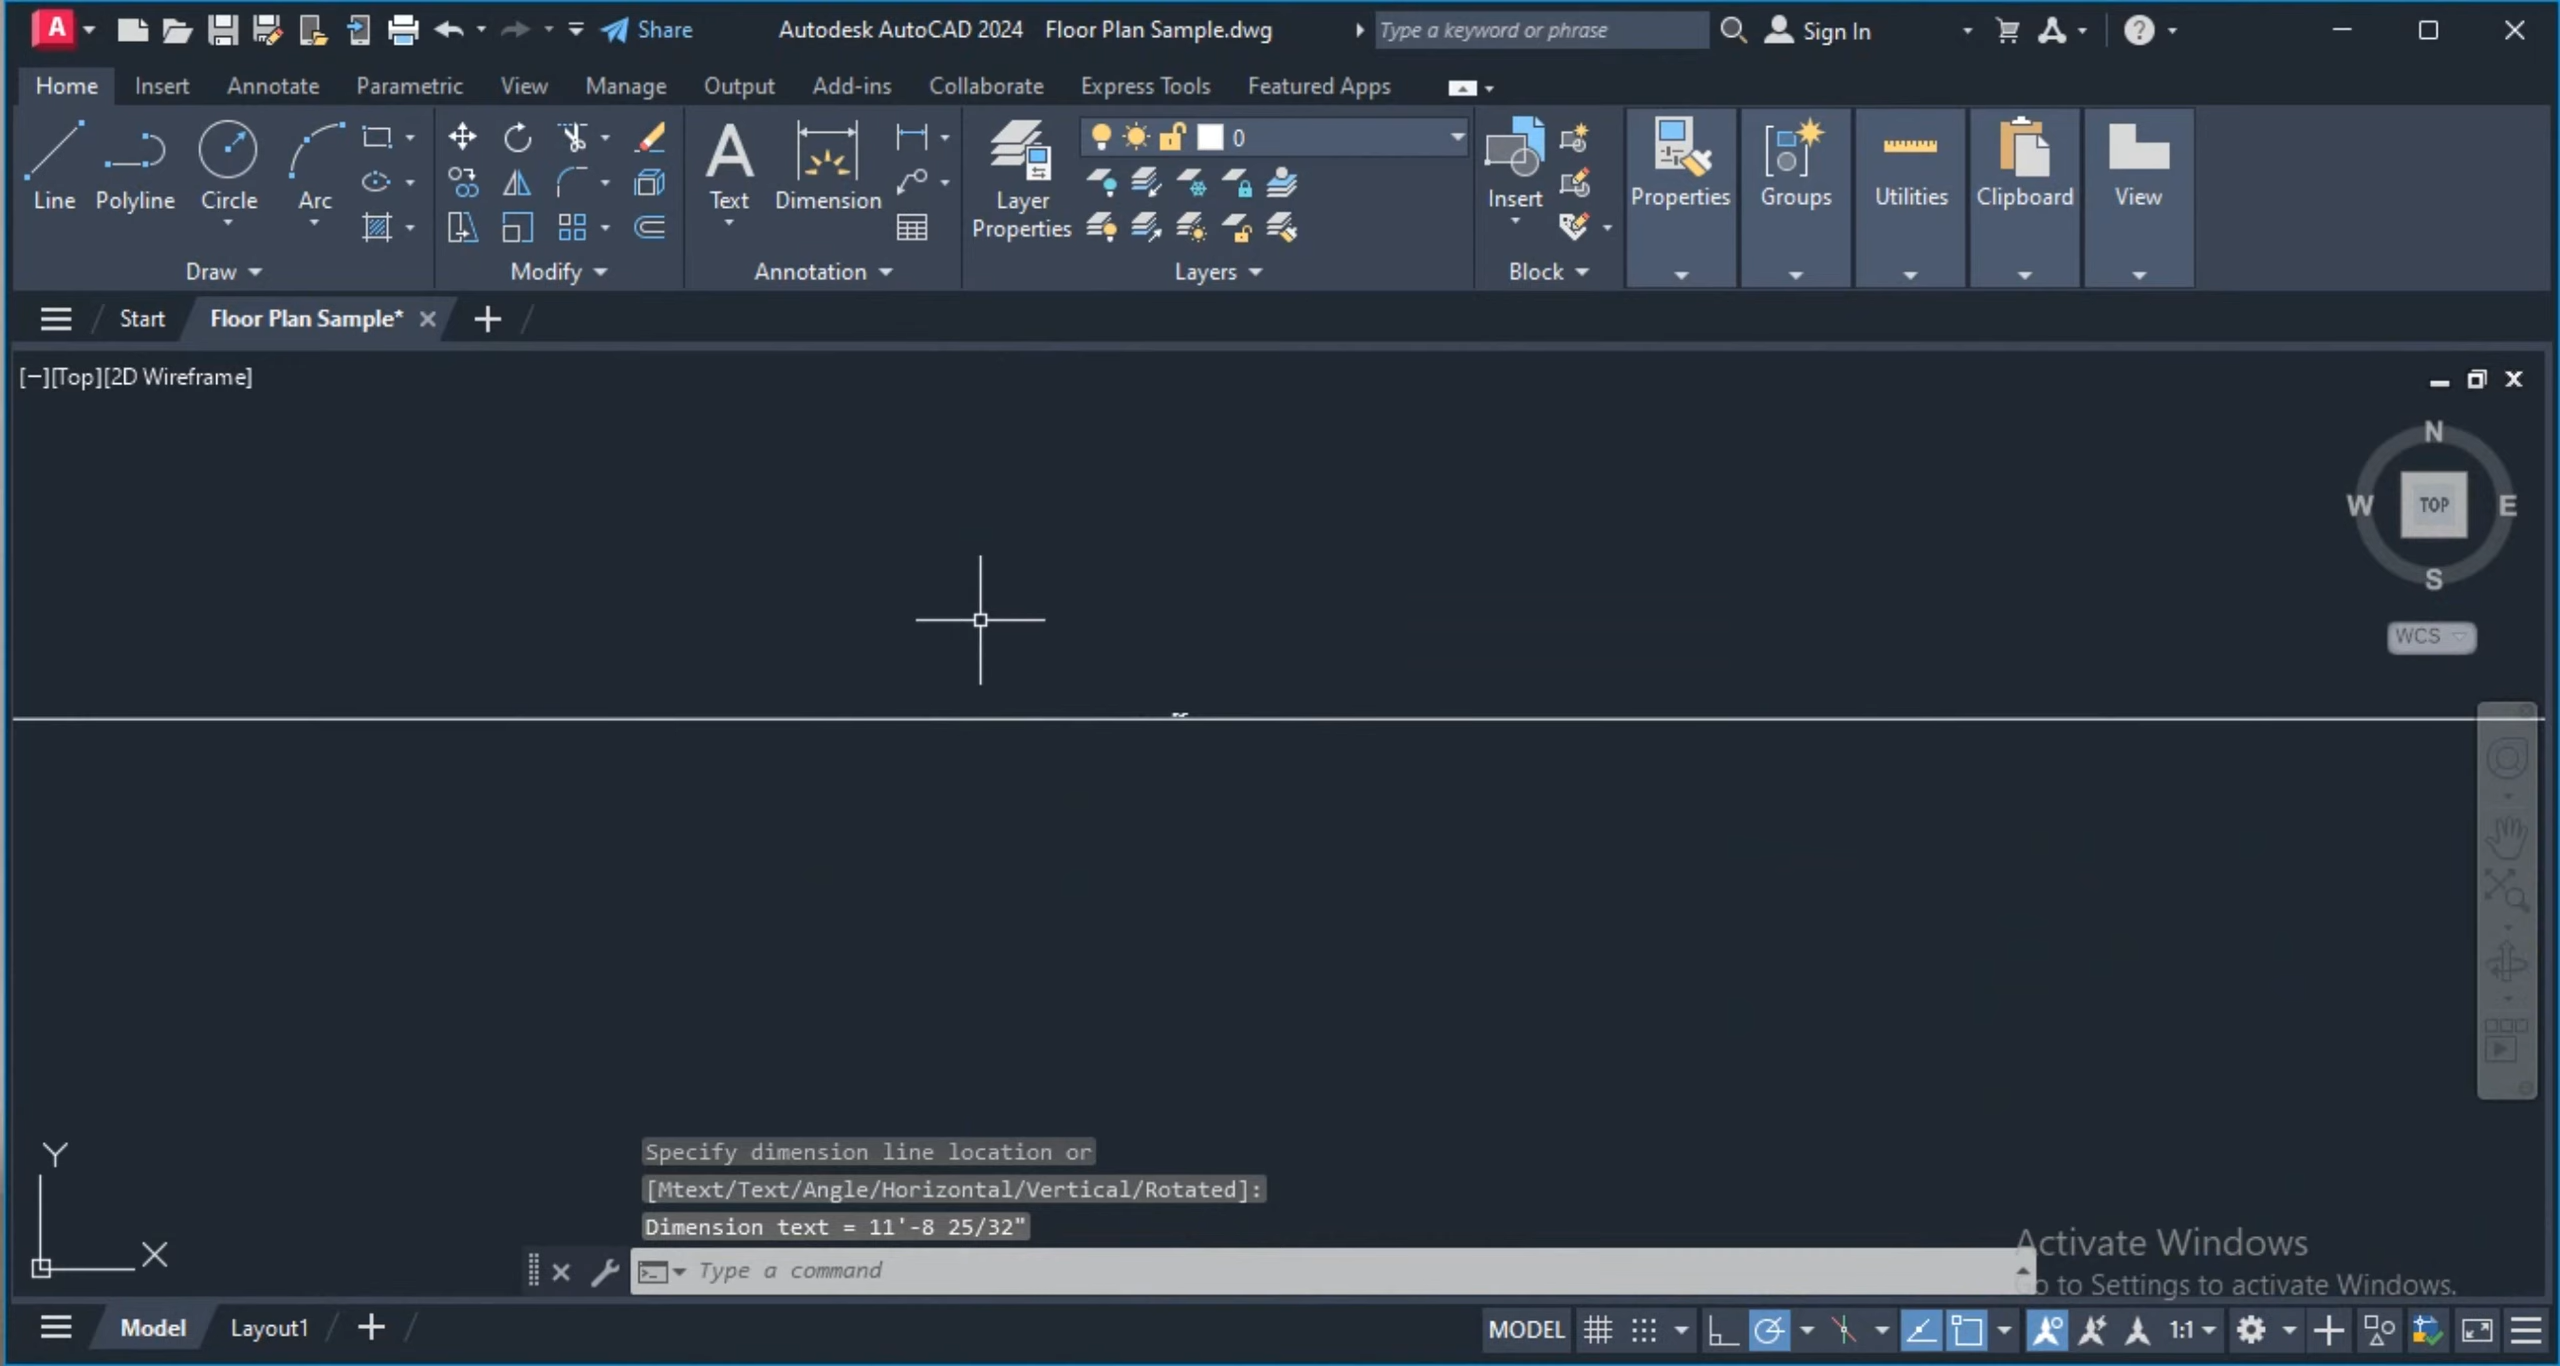 A Share Autodesk AutoCAD 2024 Floor Plan Sample.dwg Type a keyword or phrase Sign In
Home Insert Annotate Parametric View Manage Output Add-ins Collaborate Express Tools Featured Apps
0
Line Polyline Circle Arc Text Dimension Layer Properties Insert Properties Groups Utilities Clipboard View
Draw Modify Annotation Layers Block
Start Floor Plan Sample*
[−][Top][2D Wireframe]
N
W TOP E
S
WCS
Specify dimension line location or
[Mtext/Text/Angle/Horizontal/Vertical/Rotated]:
Dimension text = 11'-8 25/32"
Y
X
Type a command
Activate Windows
Go to Settings to activate Windows.
Model Layout1 MODEL 1:1